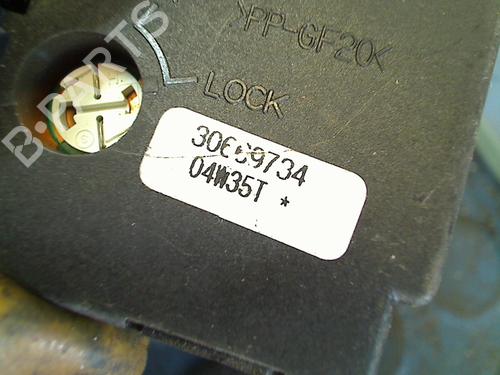 >PP-GF20<
LOCK
30669734
04W35T *
B-PARTS